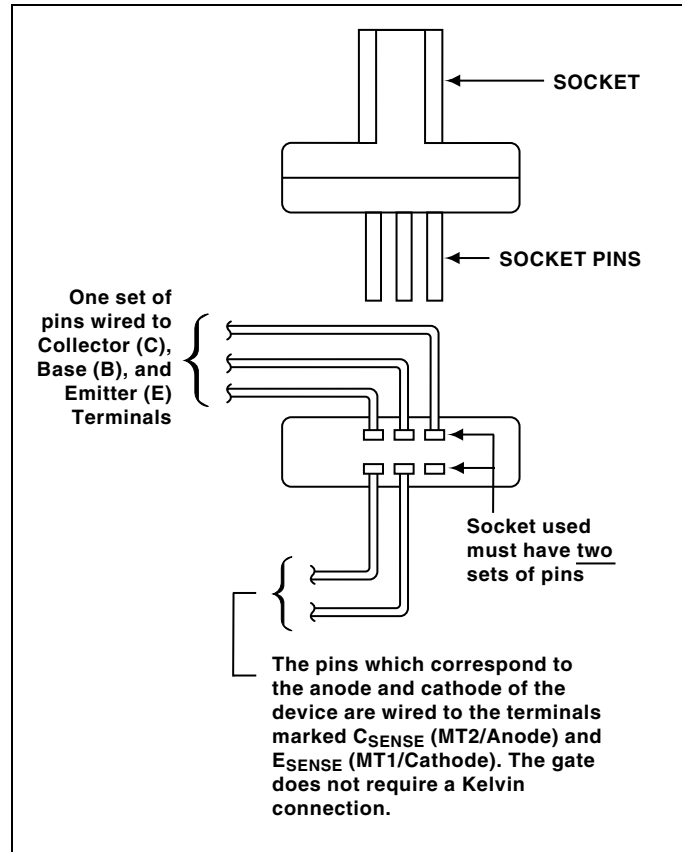 SOCKET
SOCKET PINS
One set of
pins wired to
Collector (C),
Base (B), and
Emitter (E)
Terminals
Socket used
must have two
sets of pins
The pins which correspond to
the anode and cathode of the
device are wired to the terminals
marked CSENSE (MT2/Anode) and
ESENSE (MT1/Cathode). The gate
does not require a Kelvin
connection.